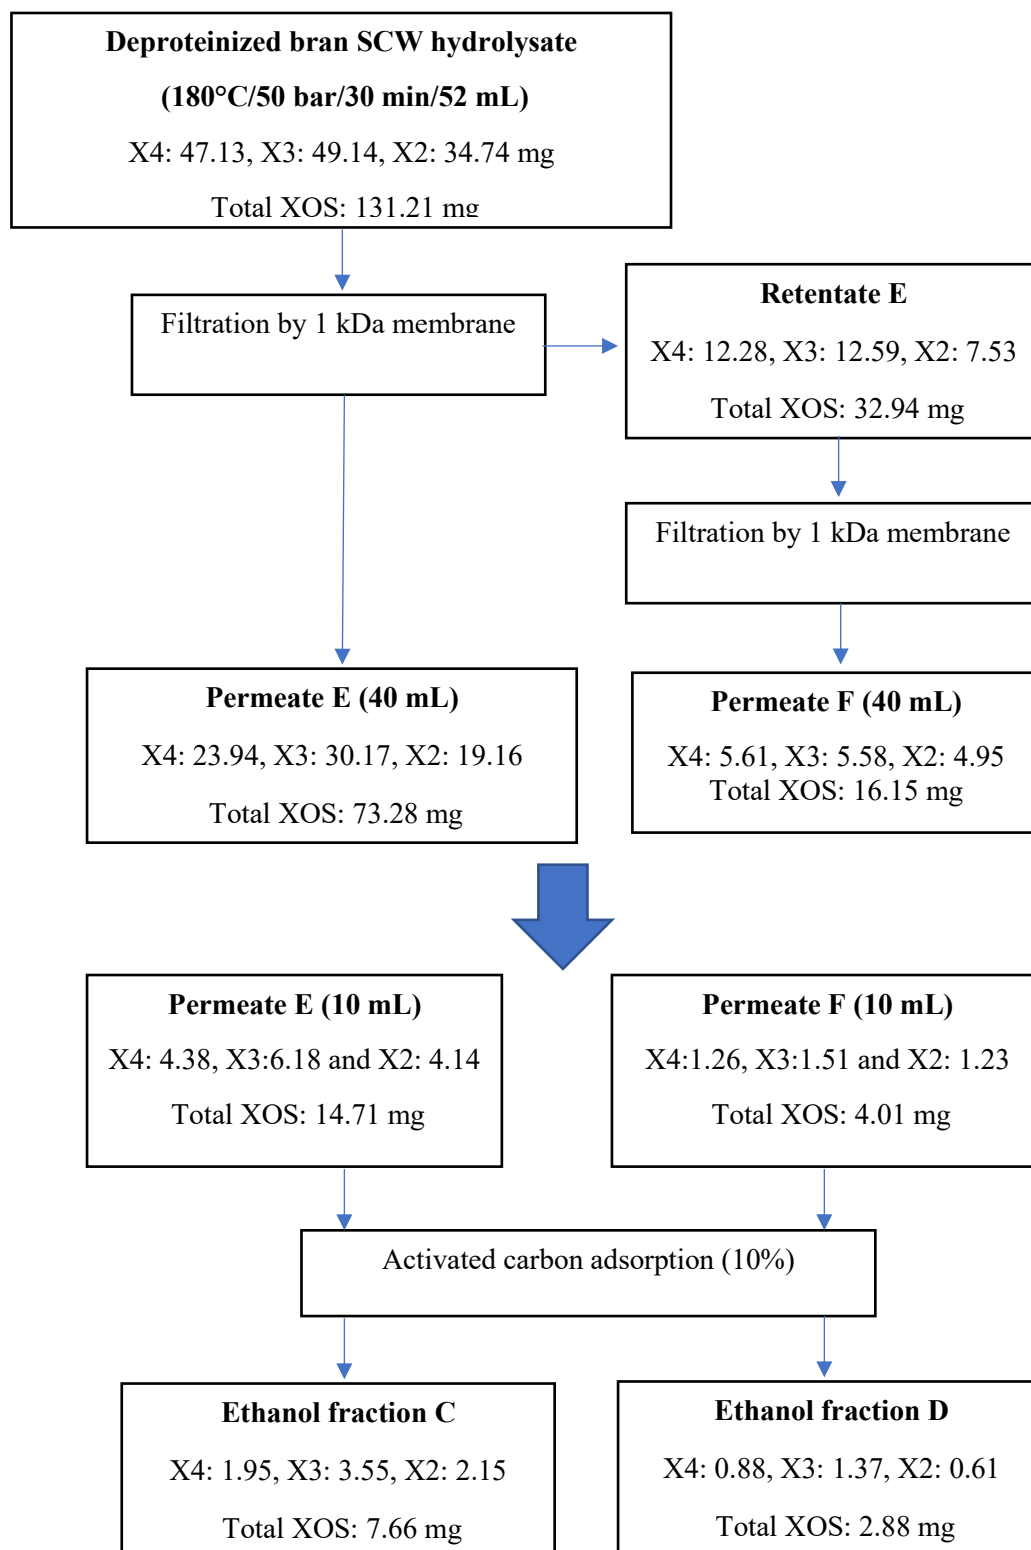 Deproteinized bran SCW hydrolysate
(180°C/50 bar/30 min/52 mL)
X4: 47.13, X3: 49.14, X2: 34.74 mg
Total XOS: 131.21 mg
Filtration by 1 kDa membrane
Retentate E
X4: 12.28, X3: 12.59, X2: 7.53
Total XOS: 32.94 mg
Filtration by 1 kDa membrane
Permeate E (40 mL)
X4: 23.94, X3: 30.17, X2: 19.16
Total XOS: 73.28 mg
Permeate F (40 mL)
X4: 5.61, X3: 5.58, X2: 4.95
Total XOS: 16.15 mg
Permeate E (10 mL)
X4: 4.38, X3:6.18 and X2: 4.14
Total XOS: 14.71 mg
Permeate F (10 mL)
X4:1.26, X3:1.51 and X2: 1.23
Total XOS: 4.01 mg
Activated carbon adsorption (10%)
Ethanol fraction C
X4: 1.95, X3: 3.55, X2: 2.15
Total XOS: 7.66 mg
Ethanol fraction D
X4: 0.88, X3: 1.37, X2: 0.61
Total XOS: 2.88 mg